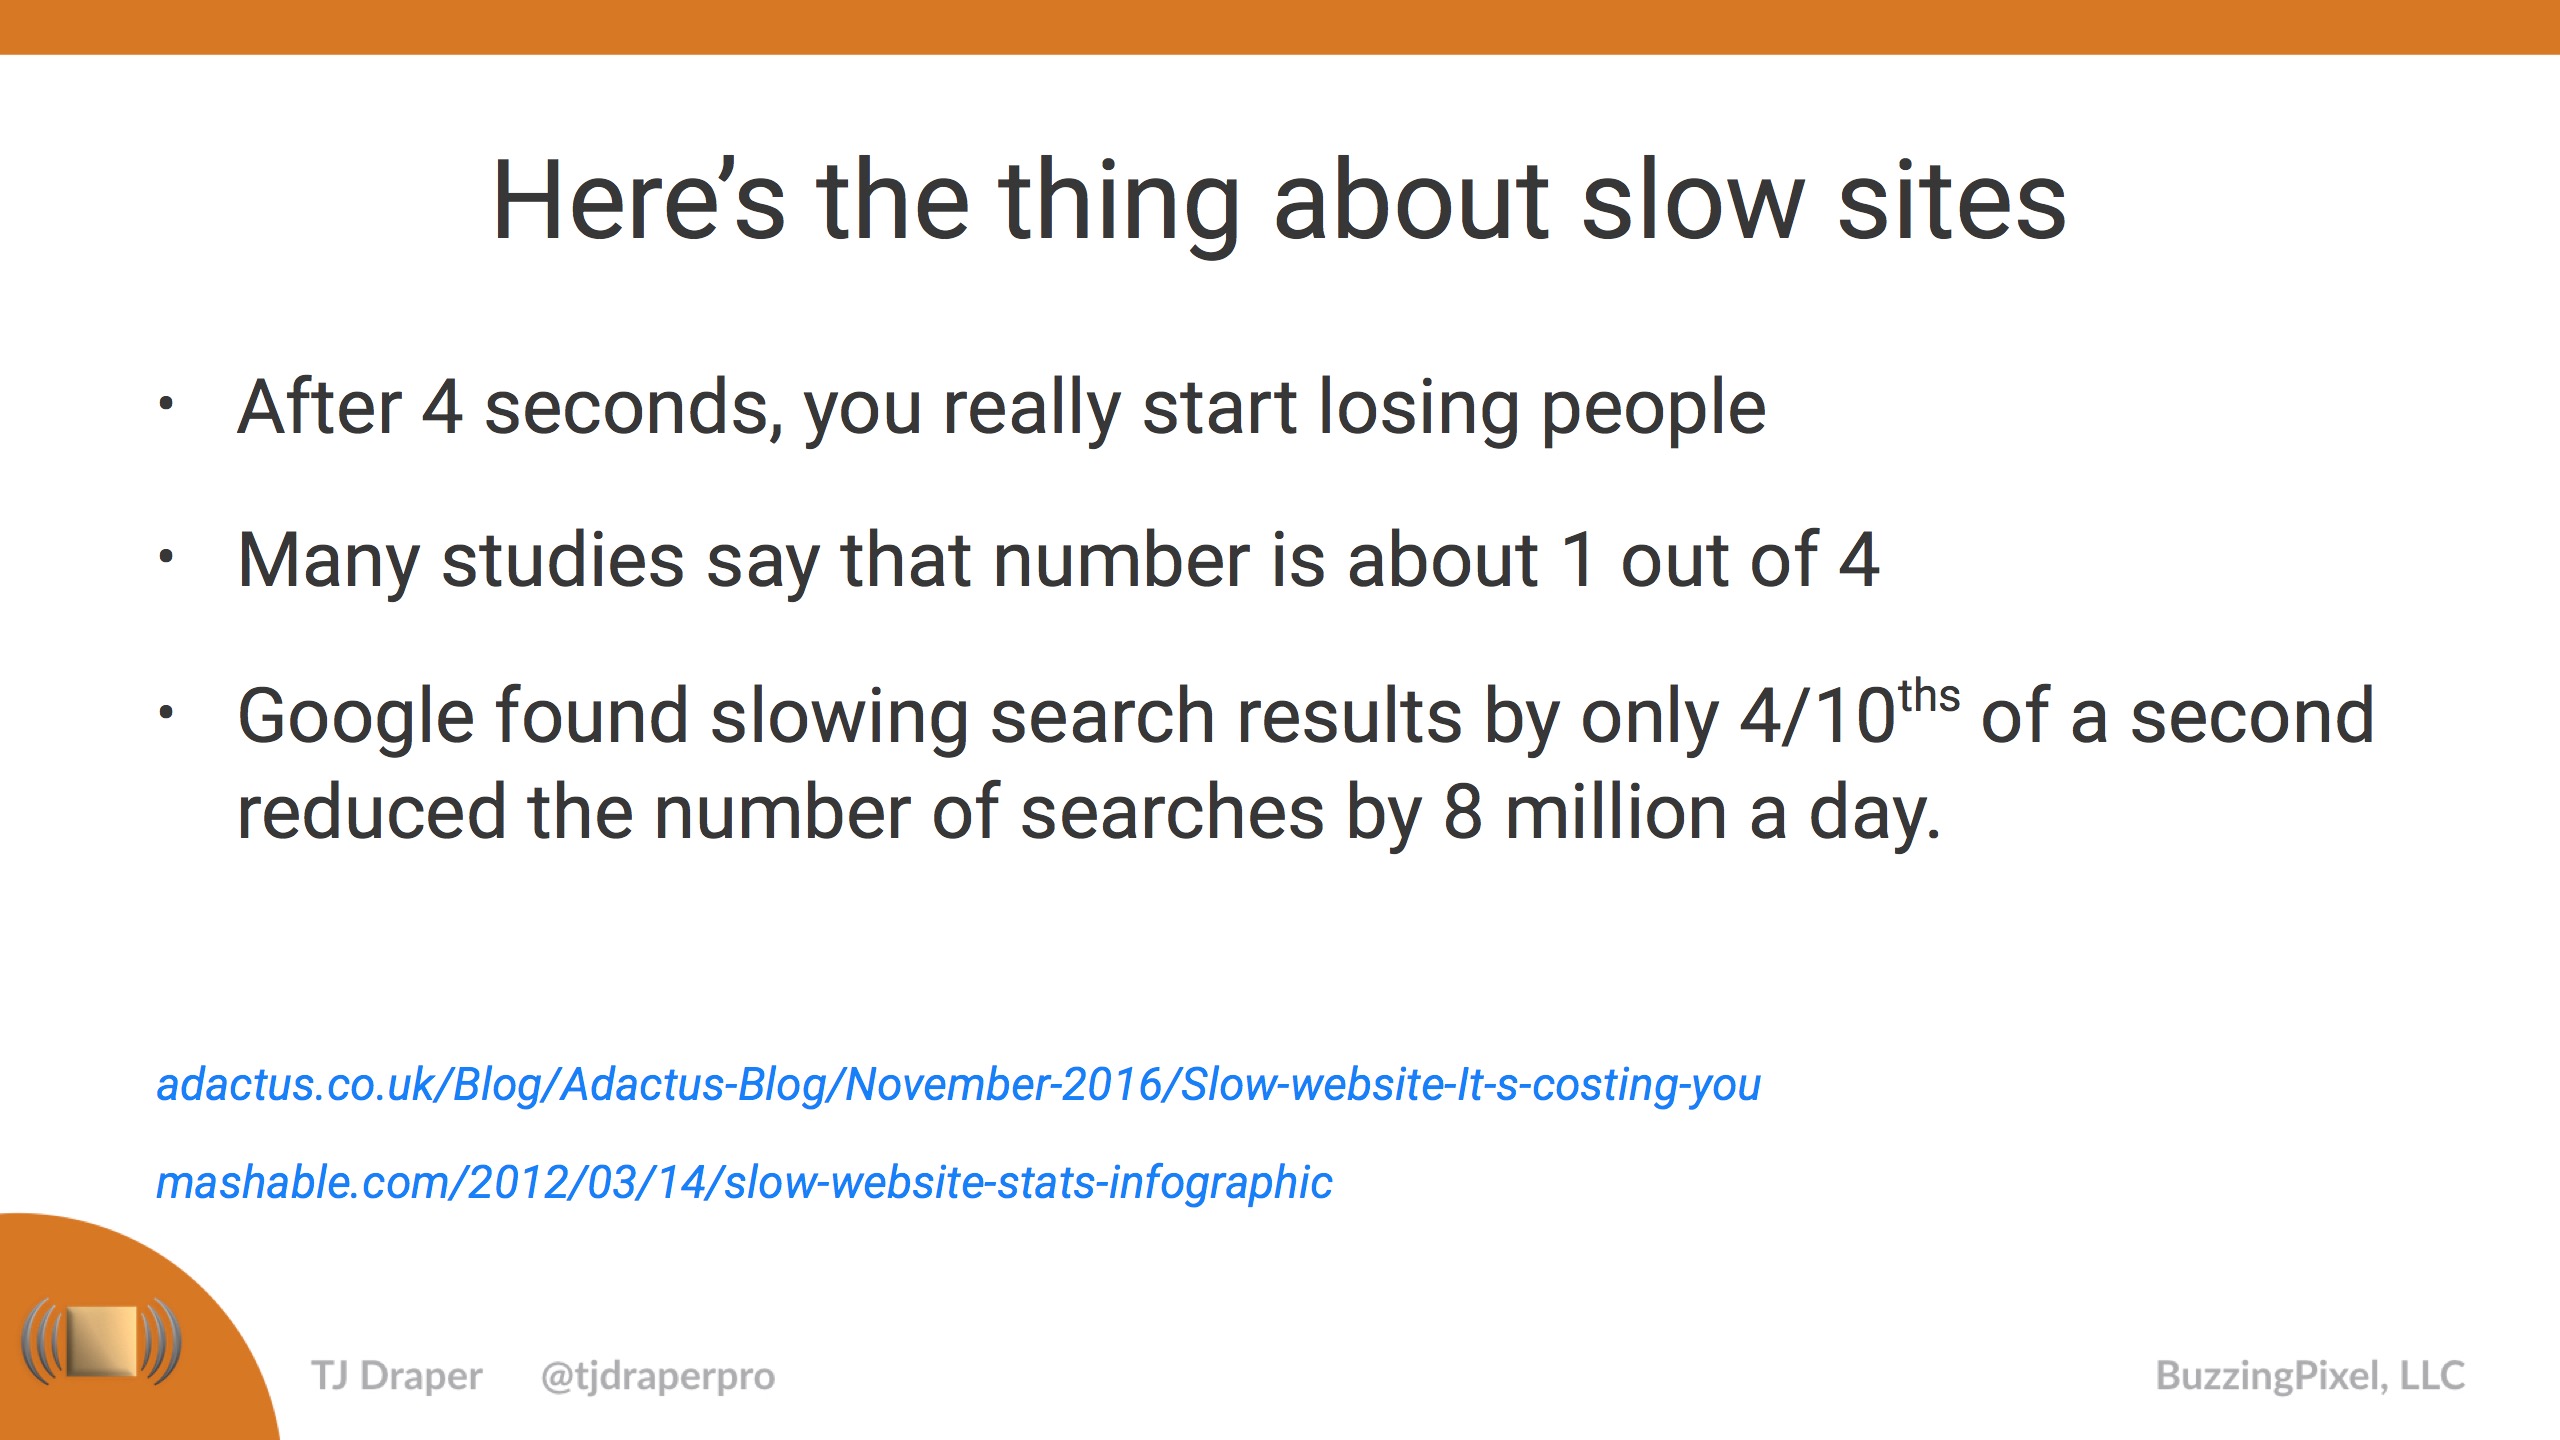 Here’s the thing about slow sites
• After 4 seconds, you really start losing people
• Many studies say that number is about 1 out of 4
• Google found slowing search results by only 4/10ths of a second
reduced the number of searches by 8 million a day.
adactus.co.uk/Blog/Adactus-Blog/November-2016/Slow-website-It-s-costing-you
mashable.com/2012/03/14/slow-website-stats-infographic
TJ Draper @tjdraperpro BuzzingPixel, LLC